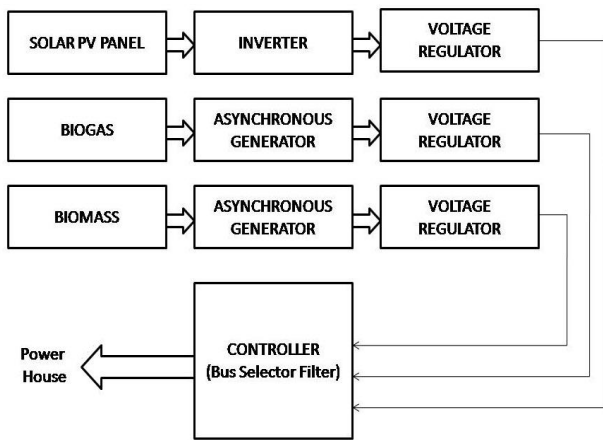 SOLAR PV PANEL
INVERTER
VOLTAGE
REGULATOR
BIOGAS
ASYNCHRONOUS
GENERATOR
VOLTAGE
REGULATOR
BIOMASS
ASYNCHRONOUS
GENERATOR
VOLTAGE
REGULATOR
Power
House
CONTROLLER
(Bus Selector Filter)